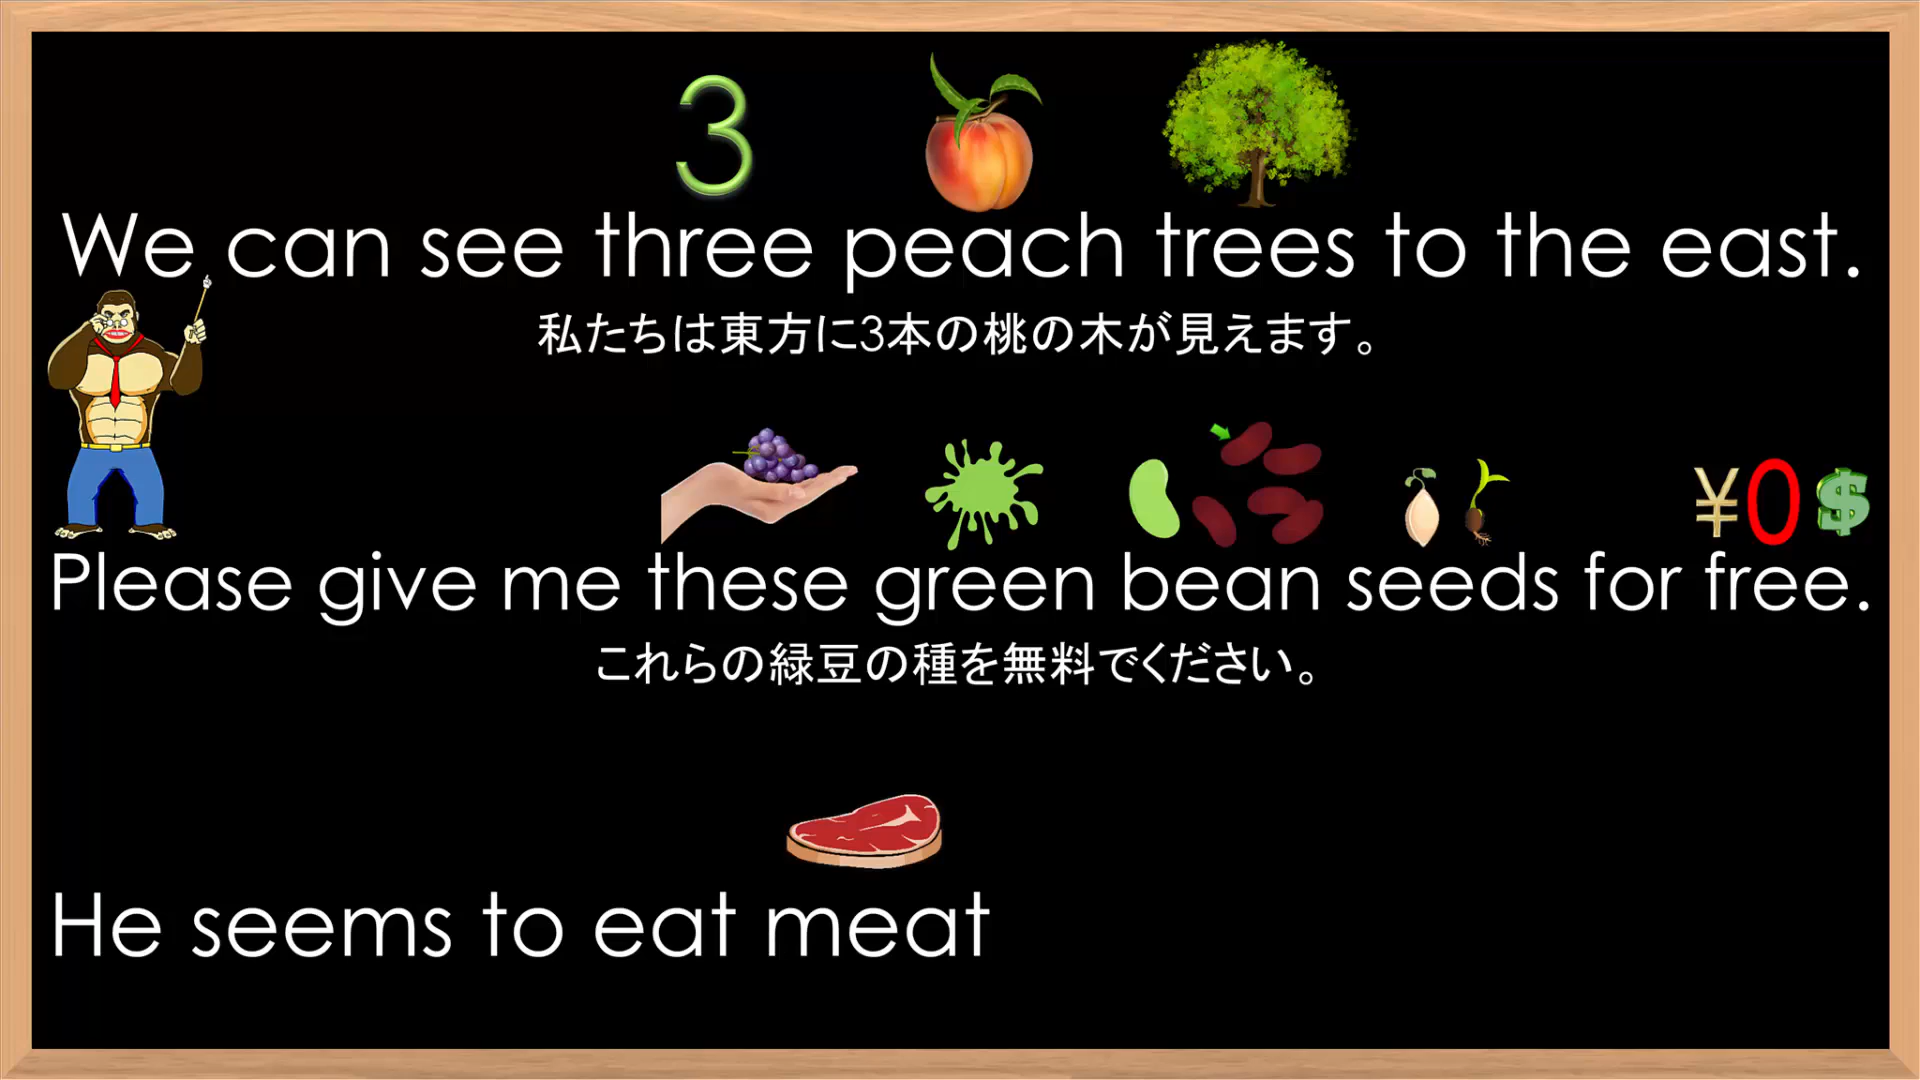 3
We can see three peach trees to the east.
私たちは東方に3本の桃の木が見えます。
¥0$
Please give me these green bean seeds for free.
これらの緑豆の種を無料でください。
He seems to eat meat